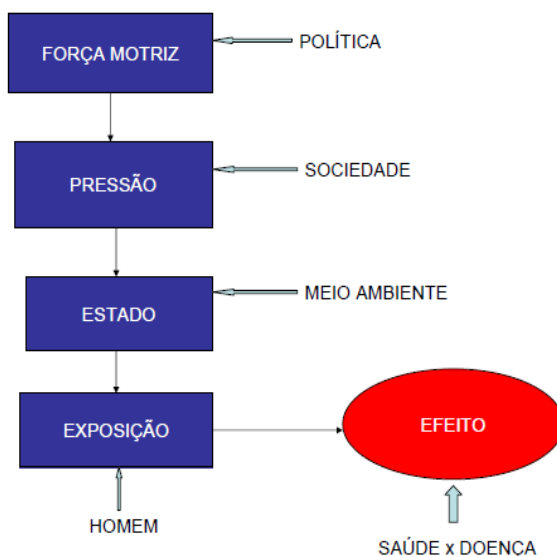 FORÇA MOTRIZ
POLÍTICA
PRESSÃO
SOCIEDADE
ESTADO
MEIO AMBIENTE
EXPOSIÇÃO
EFEITO
HOMEM
SAÚDE x DOENÇA